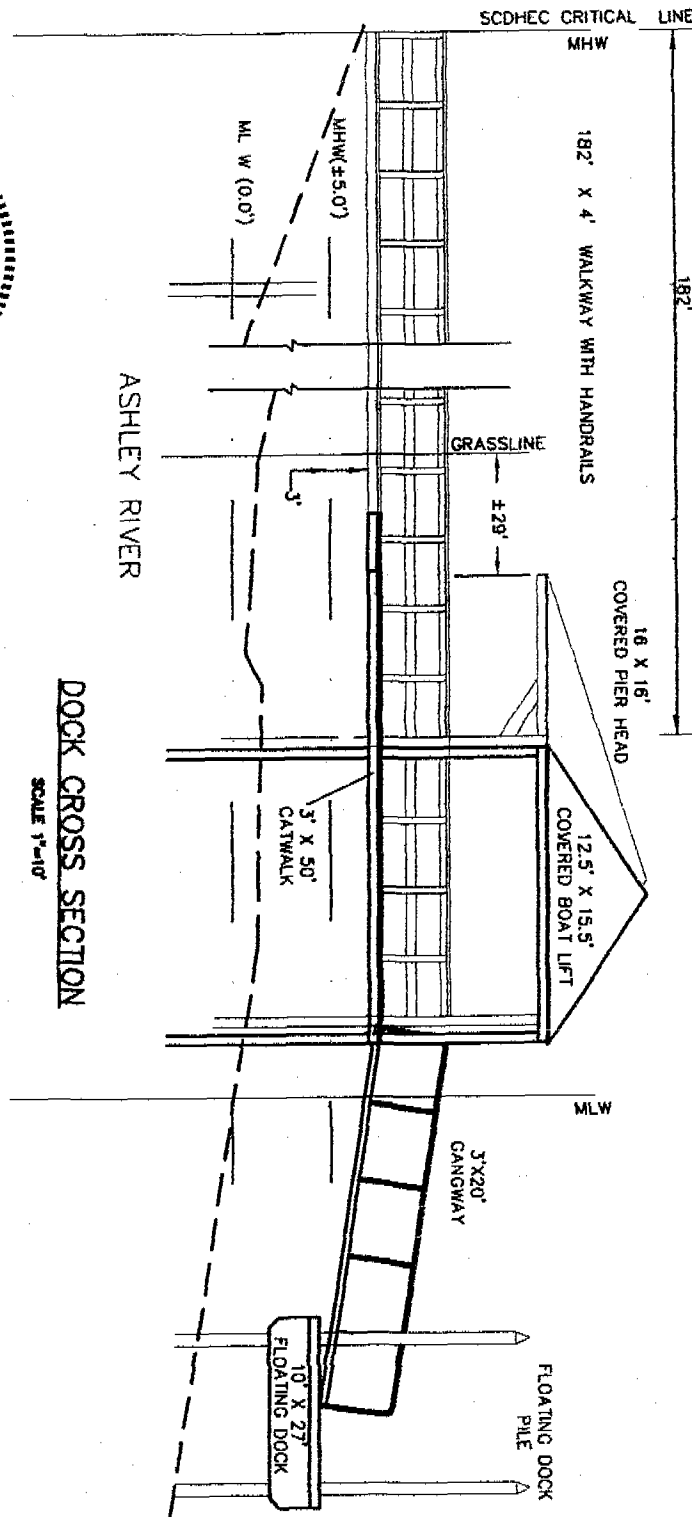 SCDHEC CRITICAL LINE
MHW
182'
182' X 4' WALKWAY WITH HANDRAILS
MHW(±5.0')
ML W (0.0')
GRASSLINE
±29'
3'
ASHLEY RIVER
16 X 16'
COVERED PIER HEAD
12.5' X 15.5'
COVERED BOAT LIFT
3' X 50'
CATWALK
MLW
3'X20'
GANGWAY
10' X 27'
FLOATING DOCK
FLOATING DOCK
PILE
DOCK CROSS SECTION
SCALE 1"=10'